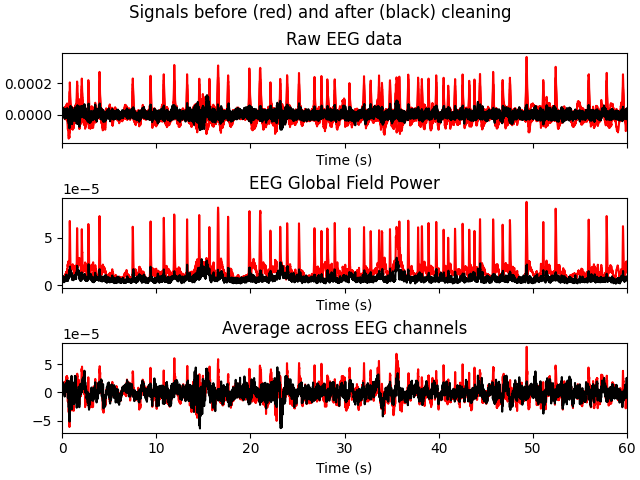 Signals before (red) and after (black) cleaning
Raw EEG data
0.0002
0.0000
Time (s)
EEG Global Field Power
1e−5
5
0
Time (s)
Average across EEG channels
1e−5
5
0
−5
0 10 20 30 40 50 60
Time (s)